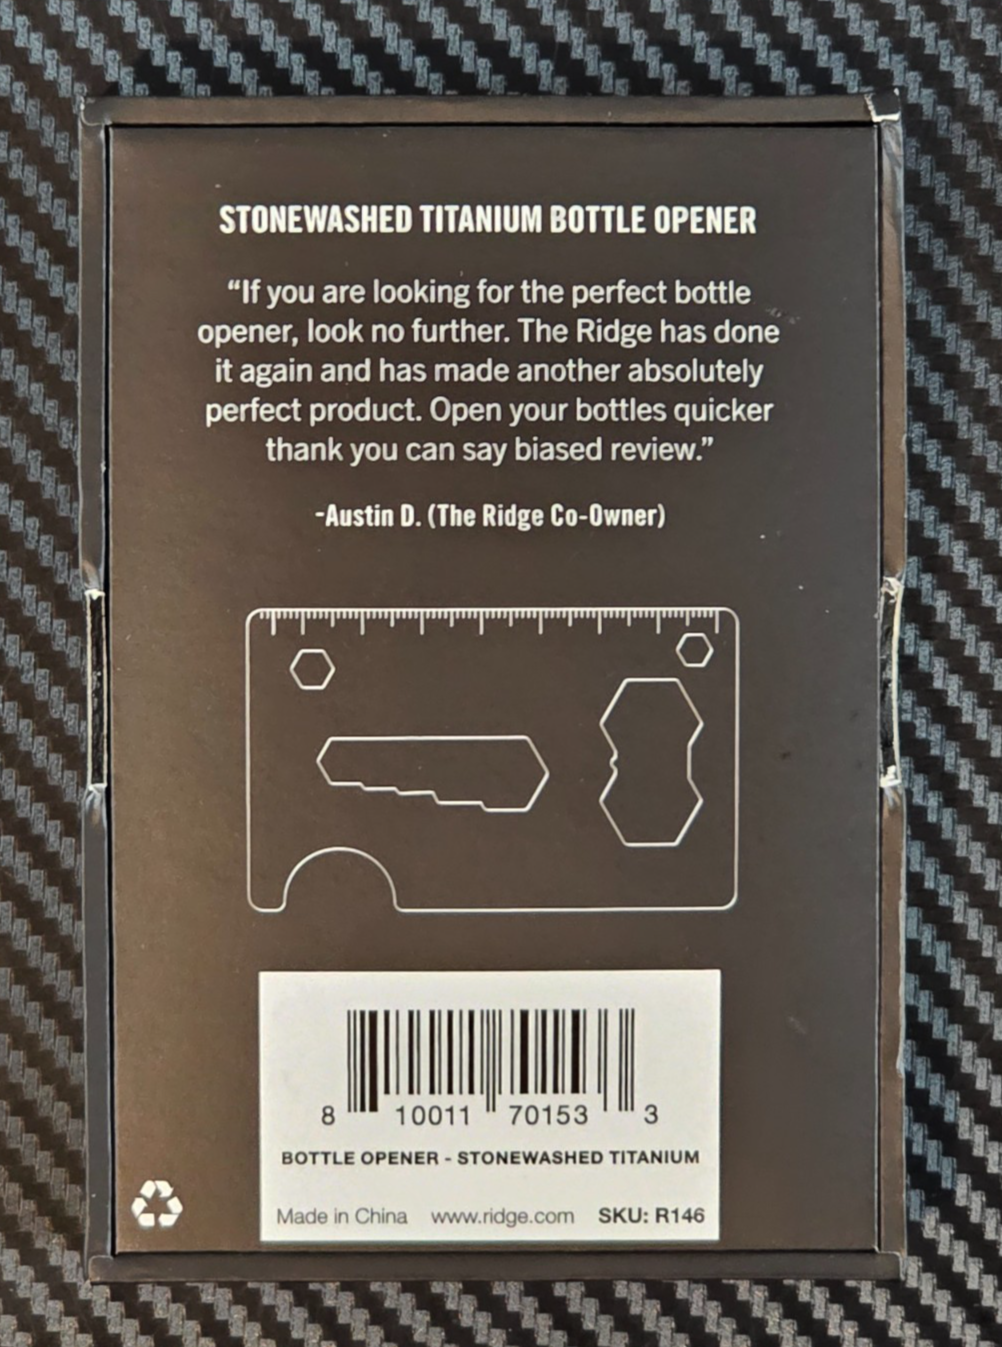 STONEWASHED TITANIUM BOTTLE OPENER
“If you are looking for the perfect bottle
opener, look no further. The Ridge has done
it again and has made another absolutely
perfect product. Open your bottles quicker
thank you can say biased review.”
-Austin D. (The Ridge Co-Owner)
8 10011 70153 3
BOTTLE OPENER - STONEWASHED TITANIUM
Made in China www.ridge.com SKU: R146